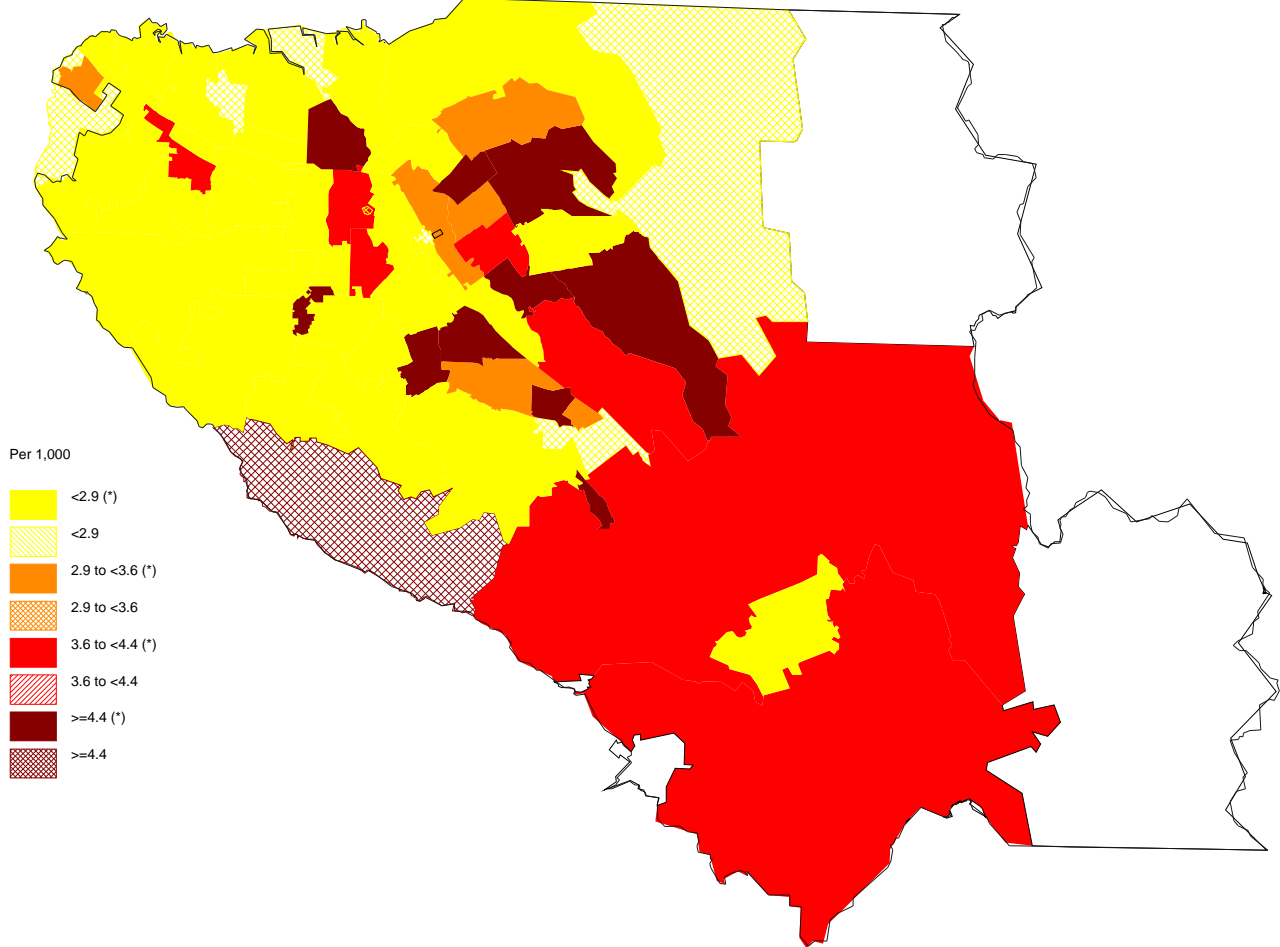 Per 1,000
<2.9 (*)
<2.9
2.9 to <3.6 (*)
2.9 to <3.6
3.6 to <4.4 (*)
3.6 to <4.4
>=4.4 (*)
>=4.4